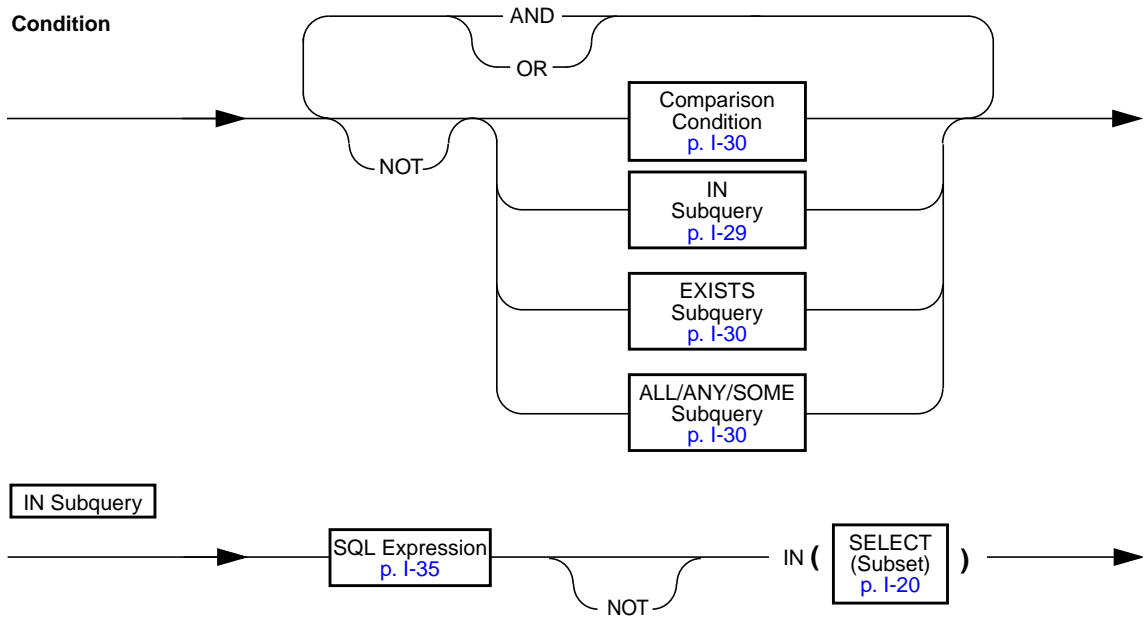 Condition
AND
OR
NOT
Comparison
Condition
p. I-30
IN
Subquery
p. I-29
EXISTS
Subquery
p. I-30
ALL/ANY/SOME
Subquery
p. I-30
IN Subquery
SQL Expression
p. I-35
NOT
IN (
SELECT
(Subset)
p. I-20
)